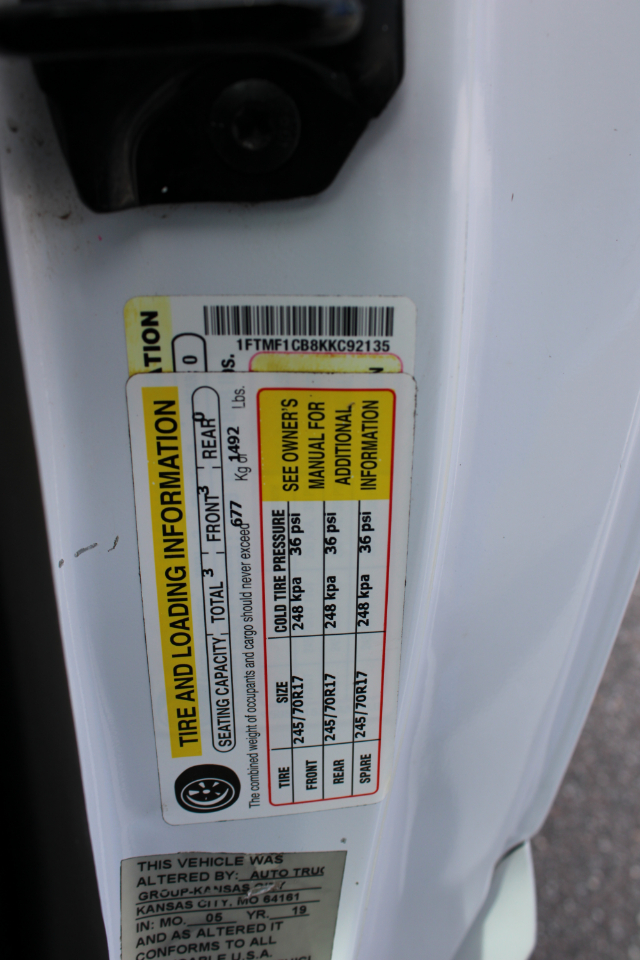 1FTMF1CB8KKC92135
TIRE AND LOADING INFORMATION
SEATING CAPACITY TOTAL 3 FRONT 3 REAR 0
The combined weight of occupants and cargo should never exceed 677 Kg or 1492 Lbs.
TIRE SIZE COLD TIRE PRESSURE SEE OWNER'S
FRONT 245/70R17 248 kpa 36 psi MANUAL FOR
REAR 245/70R17 248 kpa 36 psi ADDITIONAL
SPARE 245/70R17 248 kpa 36 psi INFORMATION
THIS VEHICLE WAS
ALTERED BY: AUTO TRUC
GROUP-KANSAS CITY
KANSAS CITY, MO 64161
IN: MO. 05 YR. 19
AND AS ALTERED IT
CONFORMS TO ALL
U.S.A.